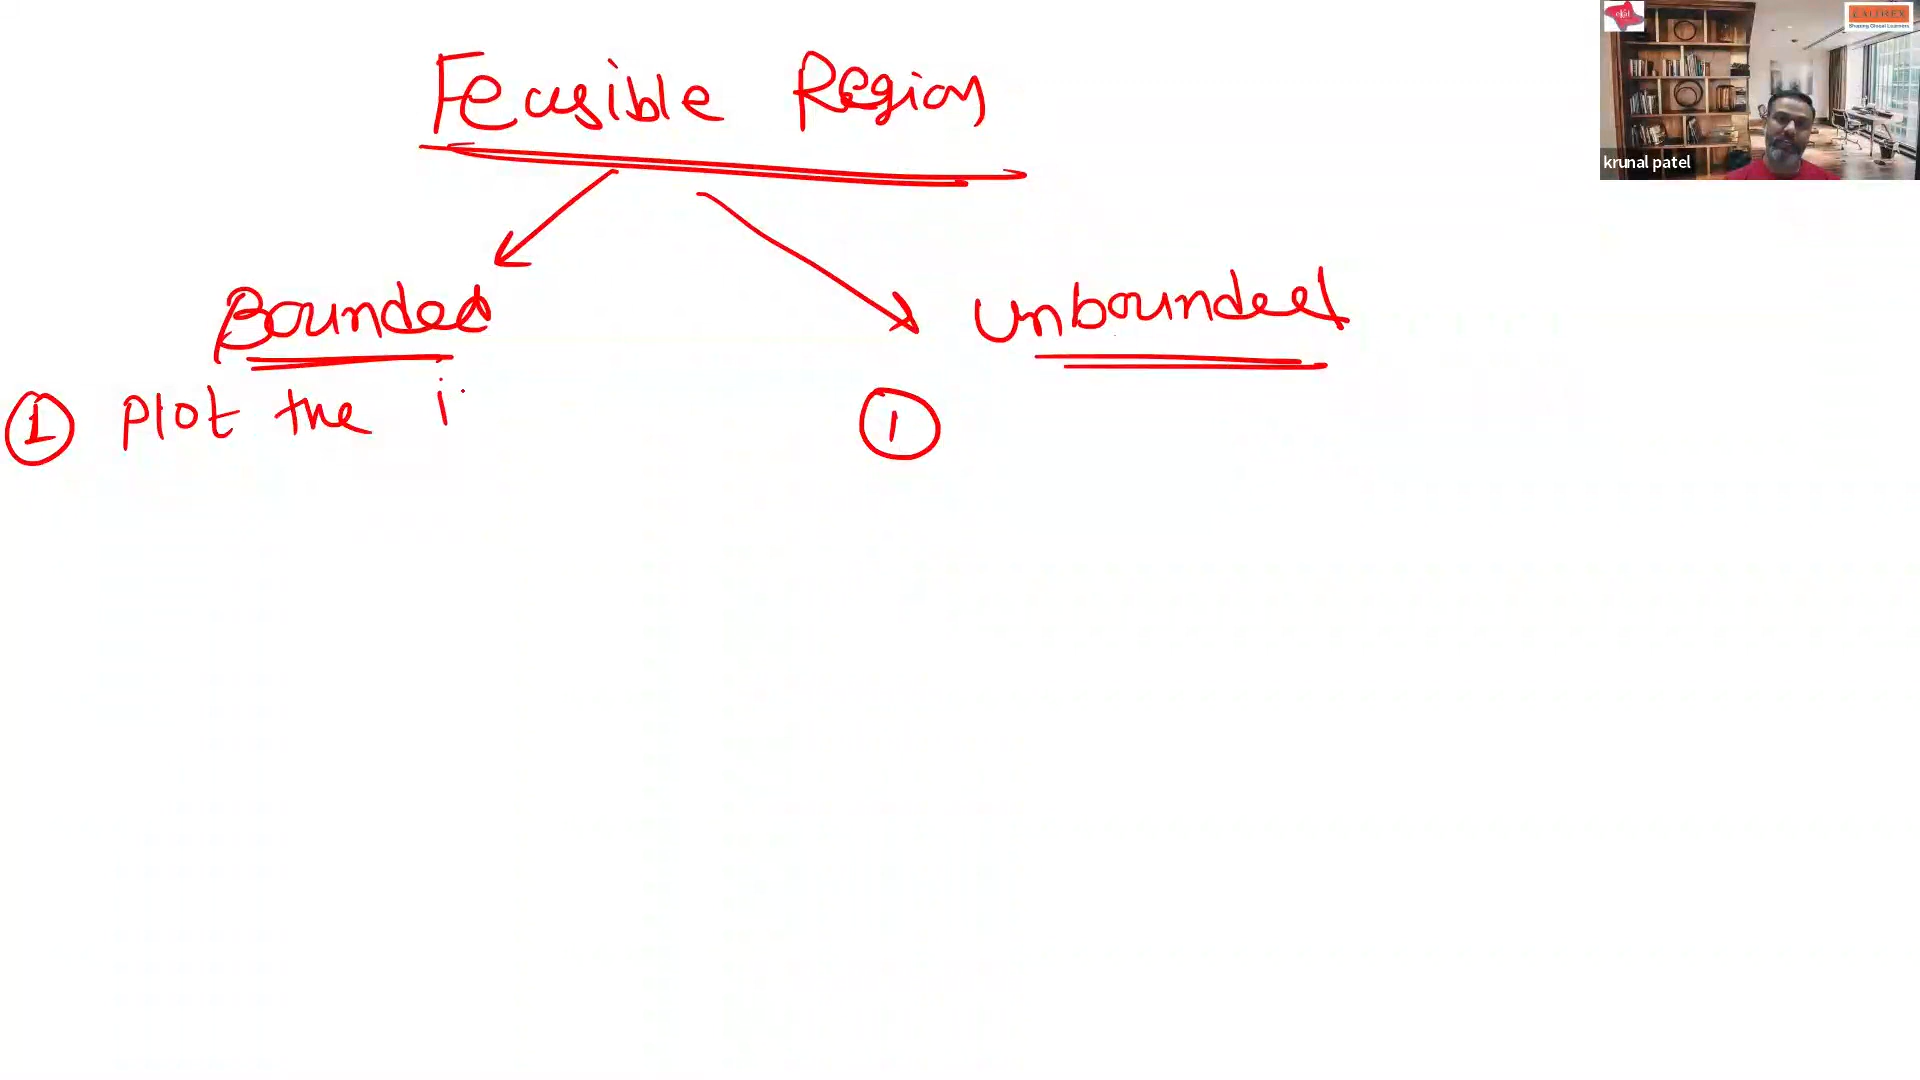 Feasible Region
Bounded
Unbounded
① Plot the i
①
krunal patel